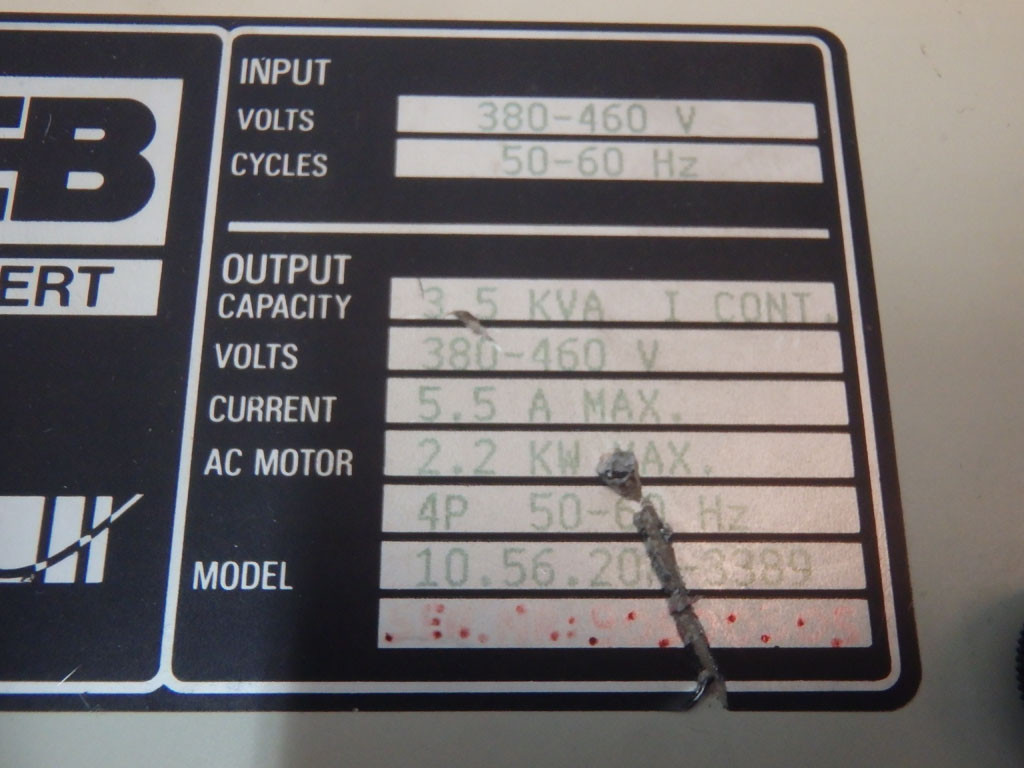 EB
ERT
INPUT
VOLTS 380-460 V
CYCLES 50-60 Hz
OUTPUT
CAPACITY 3.5 KVA I CONT.
VOLTS 380-460 V
CURRENT 5.5 A MAX.
AC MOTOR 2.2 KW MAX.
4P 50-60 Hz
MODEL